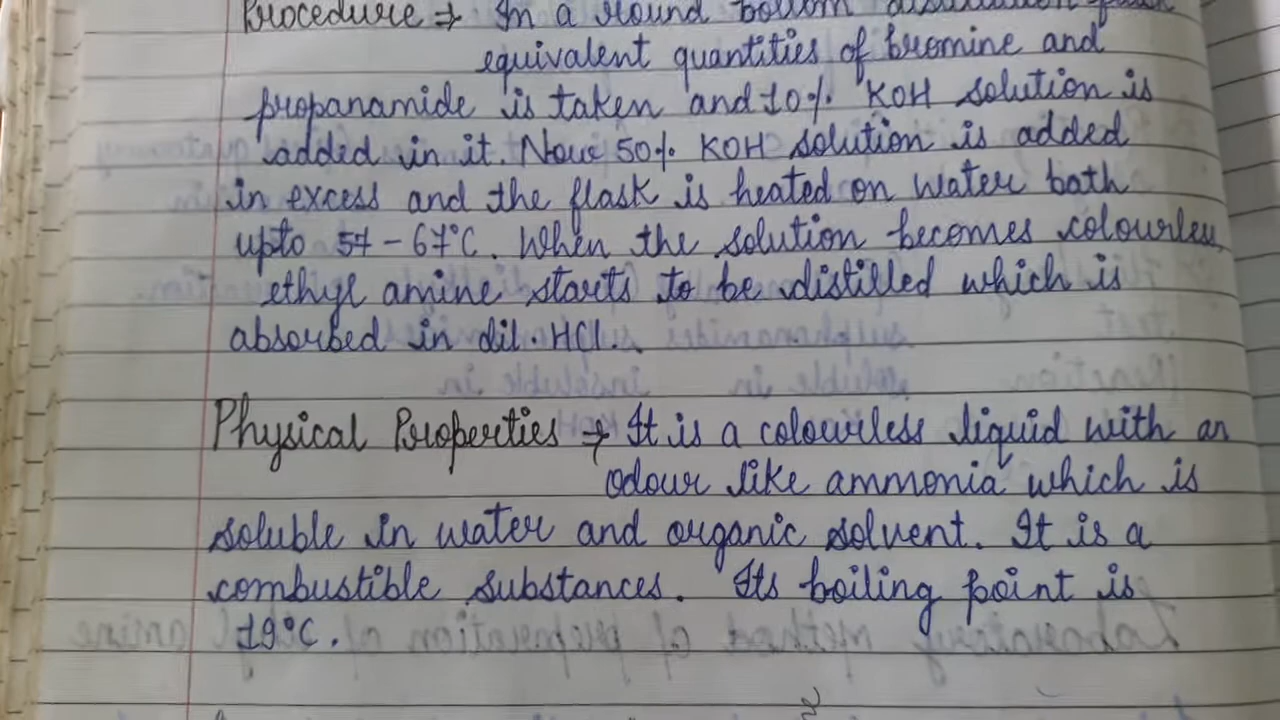 Procedure → In a round bottom distillation flask
equivalent quantities of bromine and
propanamide is taken and 10% KOH solution is
added in it. Now 50% KOH solution is added
in excess and the flask is heated on water bath
upto 57 - 67°C. When the solution becomes colourless,
ethyl amine starts to be distilled which is
absorbed in dil. HCl.
Physical Properties → It is a colourless liquid with an
odour like ammonia which is
soluble in water and organic solvent. It is a
combustible substances. Its boiling point is
19°C.